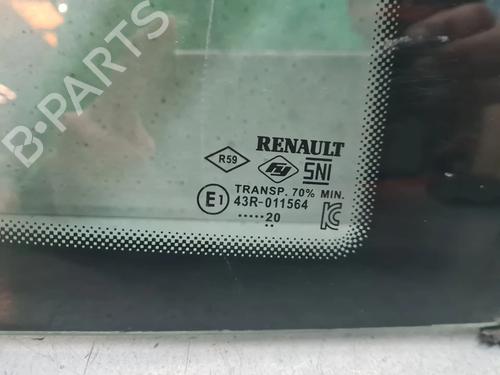 B-PARTS
RENAULT
R59
SNI
TRANSP. 70% MIN.
E1 43R-011564
.....20
..